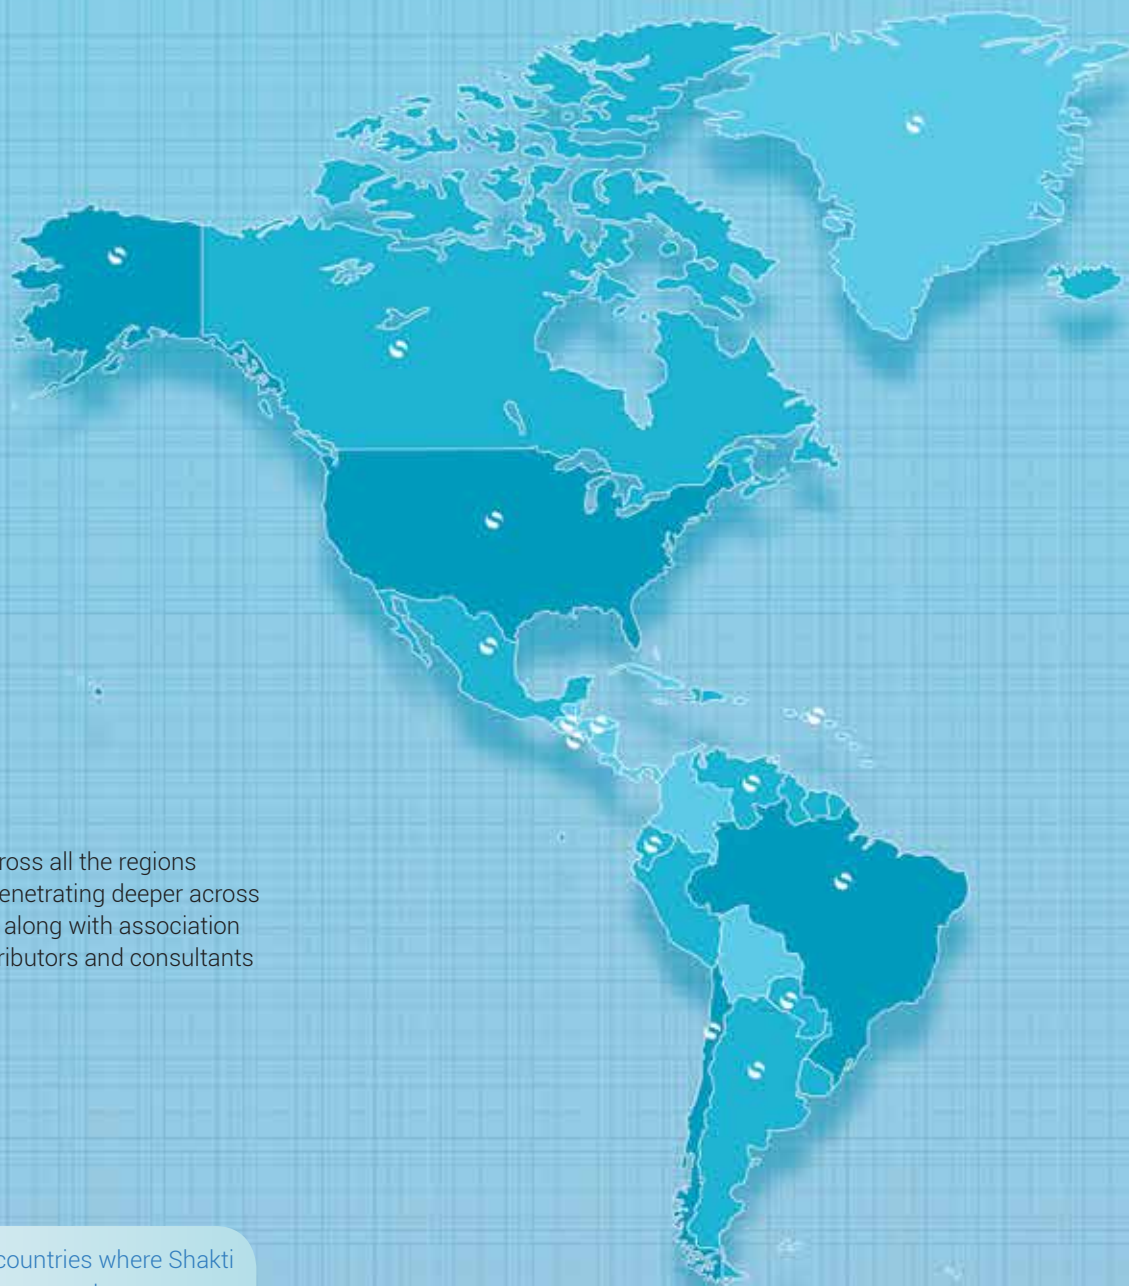 ross all the regions
enetrating deeper across
along with association
ributors and consultants
countries where Shakti